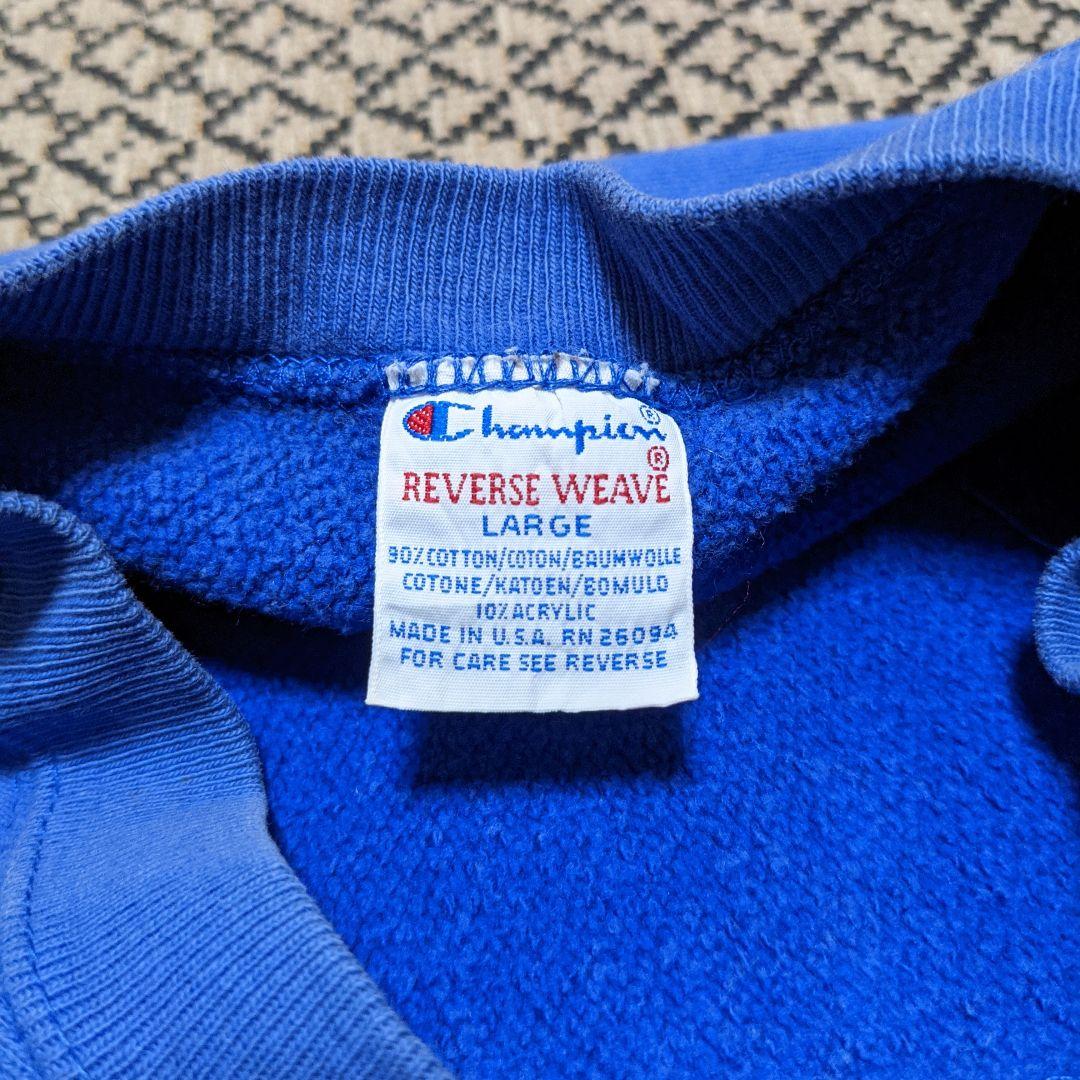 Champion®
REVERSE WEAVE®
LARGE
90% COTTON/COTON/BAUMWOLLE
COTONE/KATOEN/BOMULD
10% ACRYLIC
MADE IN U.S.A. RN 26094
FOR CARE SEE REVERSE